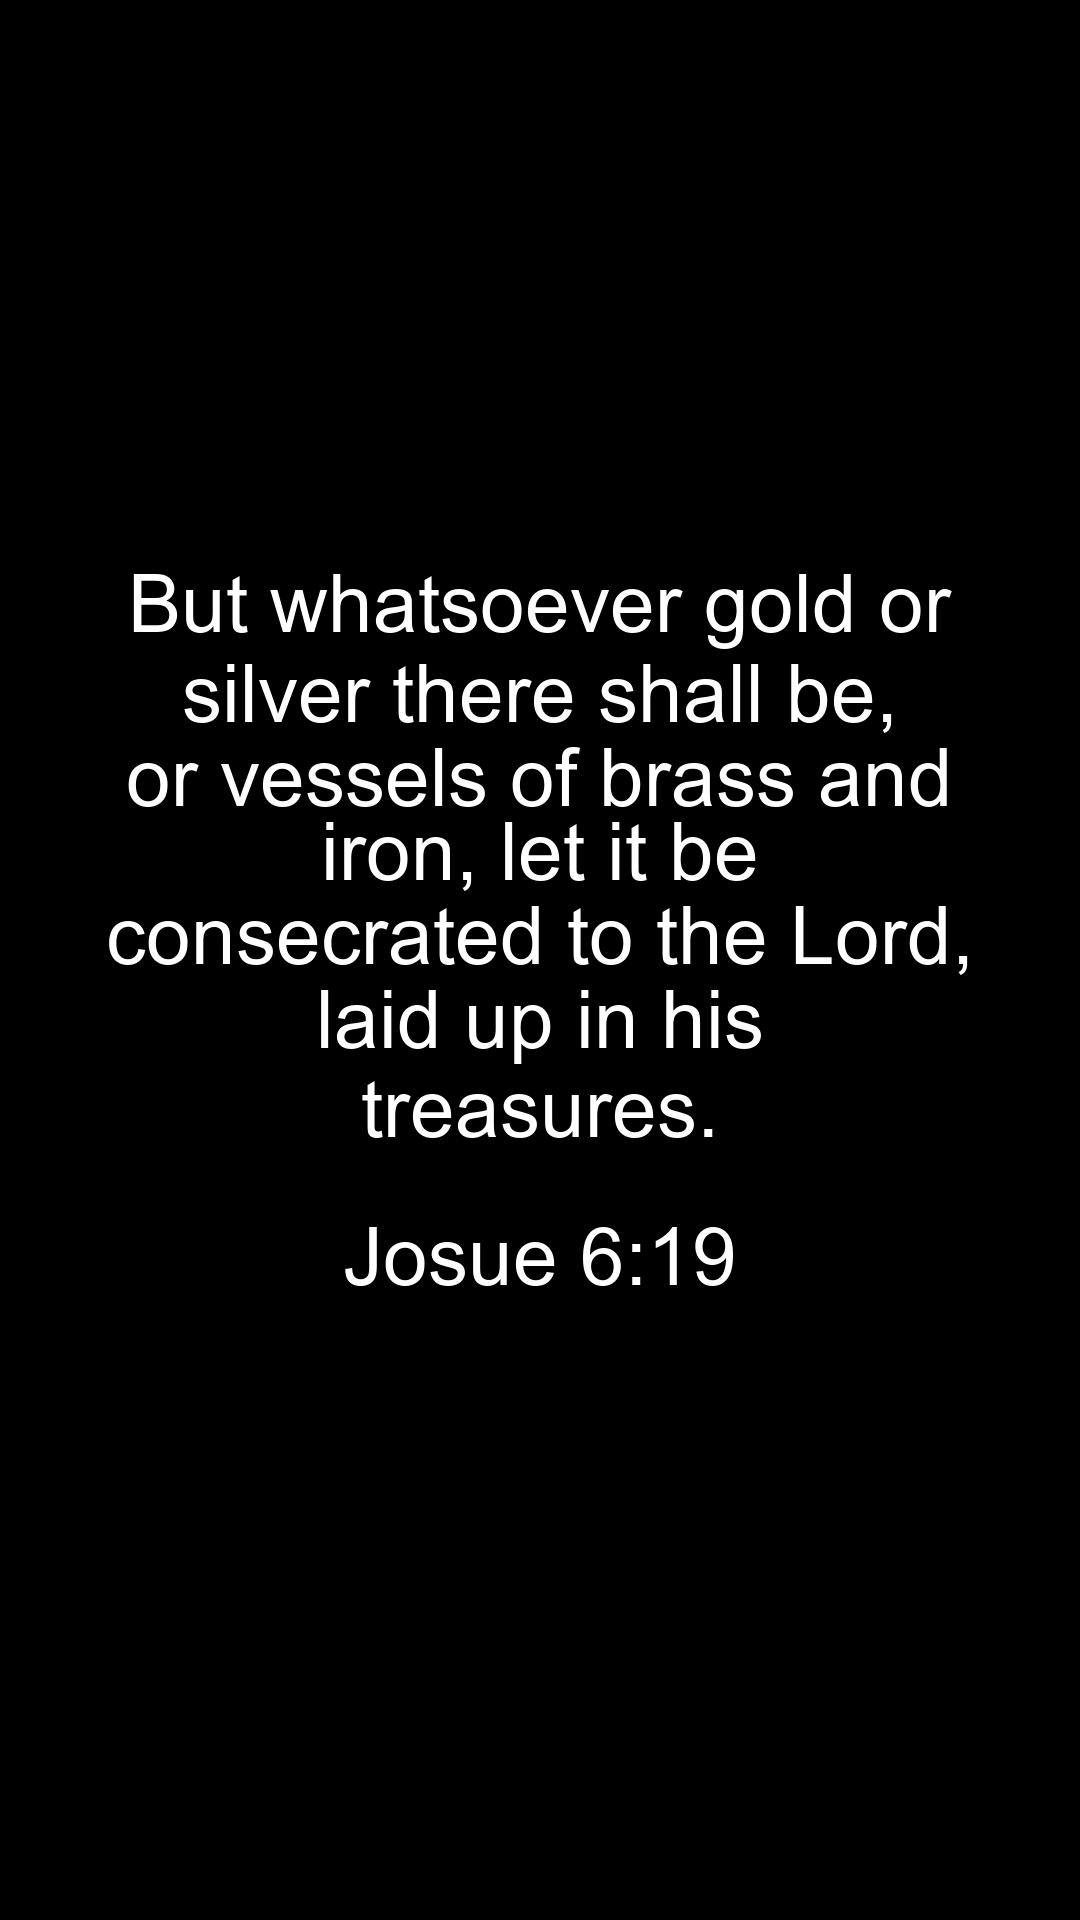 But whatsoever gold or
silver there shall be,
or vessels of brass and
iron, let it be
consecrated to the Lord,
laid up in his
treasures.
Josue 6:19